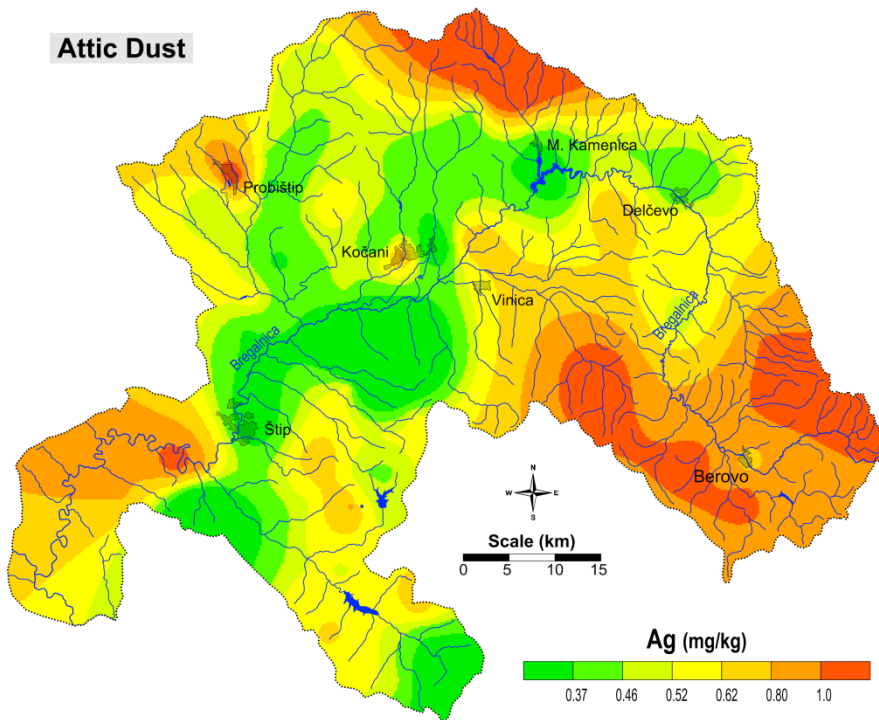 Attic Dust
M. Kamenica
Probištip
Delčevo
Kočani
Vinica
Bregalnica
Bregalnica
Štip
Berovo
N
W E
S
Scale (km)
0 5 10 15
Ag (mg/kg)
0.37 0.46 0.52 0.62 0.80 1.0